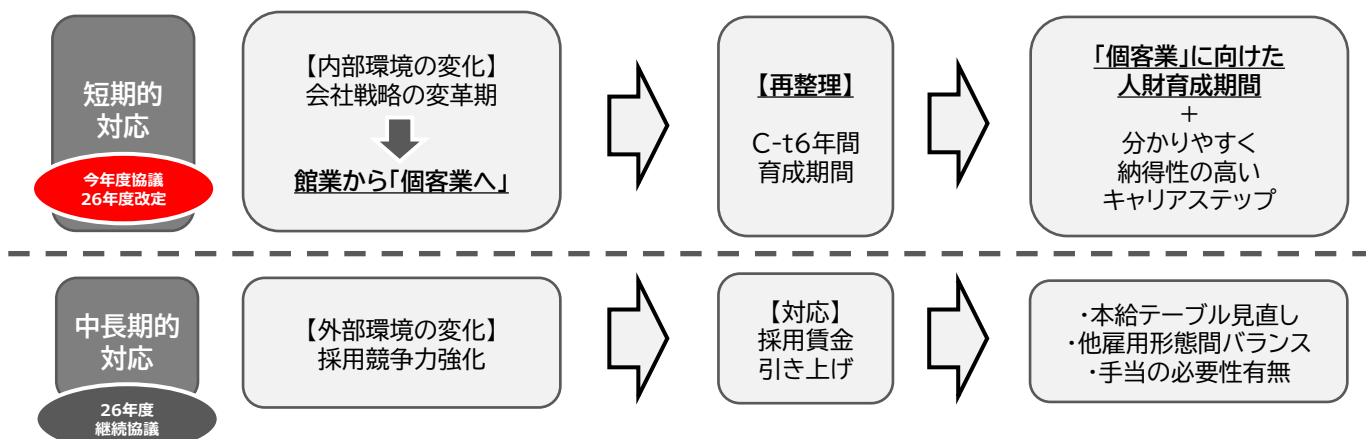 短期的
対応
今年度協議
26年度改定
【内部環境の変化】
会社戦略の変革期
館業から「個客業へ」
【再整理】
C-t6年間
育成期間
「個客業」に向けた
人財育成期間
+
分かりやすく
納得性の高い
キャリアステップ
中長期的
対応
26年度
継続協議
【外部環境の変化】
採用競争力強化
【対応】
採用賃金
引き上げ
・本給テーブル見直し
・他雇用形態間バランス
・手当の必要性有無